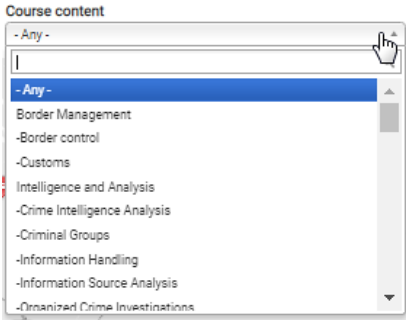 Course content
- Any -
- Any -
Border Management
-Border control
-Customs
Intelligence and Analysis
-Crime Intelligence Analysis
-Criminal Groups
-Information Handling
-Information Source Analysis
-Organized Crime Investigations